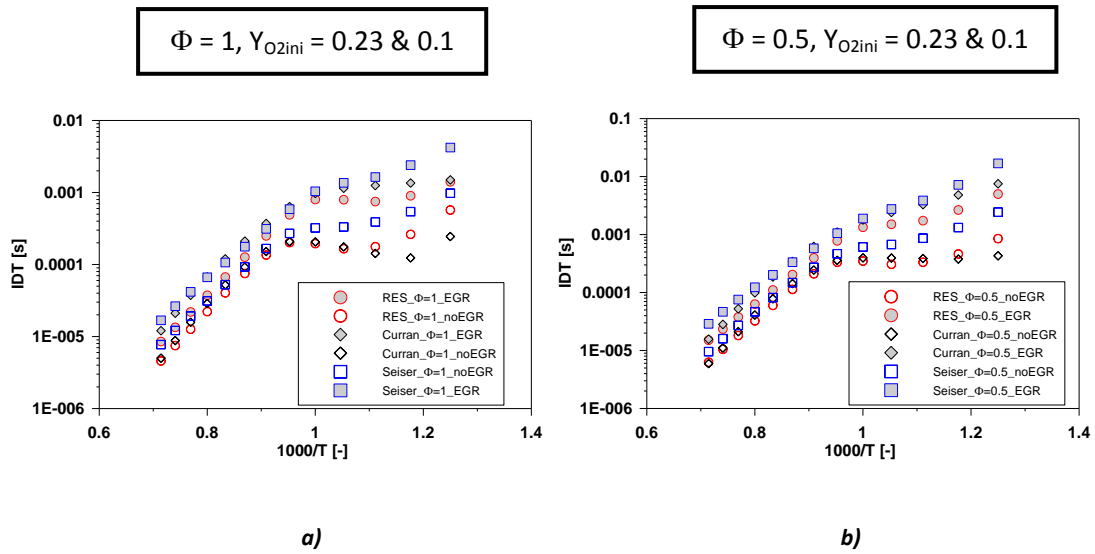 Φ = 1, Y_O2ini = 0.23 & 0.1
Φ = 0.5, Y_O2ini = 0.23 & 0.1
0.01
0.001
0.0001
1E-005
1E-006
IDT [s]
RES_Φ=1_EGR
RES_Φ=1_noEGR
Curran_Φ=1_EGR
Curran_Φ=1_noEGR
Seiser_Φ=1_noEGR
Seiser_Φ=1_EGR
0.6 0.8 1 1.2 1.4
1000/T [-]
a)
0.1
0.01
0.001
0.0001
1E-005
1E-006
IDT [s]
RES_Φ=0.5_noEGR
RES_Φ=0.5_EGR
Curran_Φ=0.5_noEGR
Curran_Φ=0.5_EGR
Seiser_Φ=0.5_noEGR
Seiser_Φ=0.5_EGR
0.6 0.8 1 1.2 1.4
1000/T [-]
b)